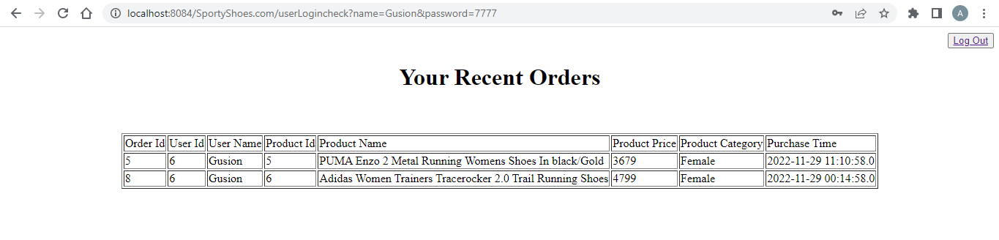 localhost:8084/SportyShoes.com/userLogincheck?name=Gusion&password=7777
A
Log Out
Your Recent Orders
Order Id User Id User Name Product Id Product Name Product Price Product Category Purchase Time
5 6 Gusion 5 PUMA Enzo 2 Metal Running Womens Shoes In black/Gold 3679 Female 2022-11-29 11:10:58.0
8 6 Gusion 6 Adidas Women Trainers Tracerocker 2.0 Trail Running Shoes 4799 Female 2022-11-29 00:14:58.0